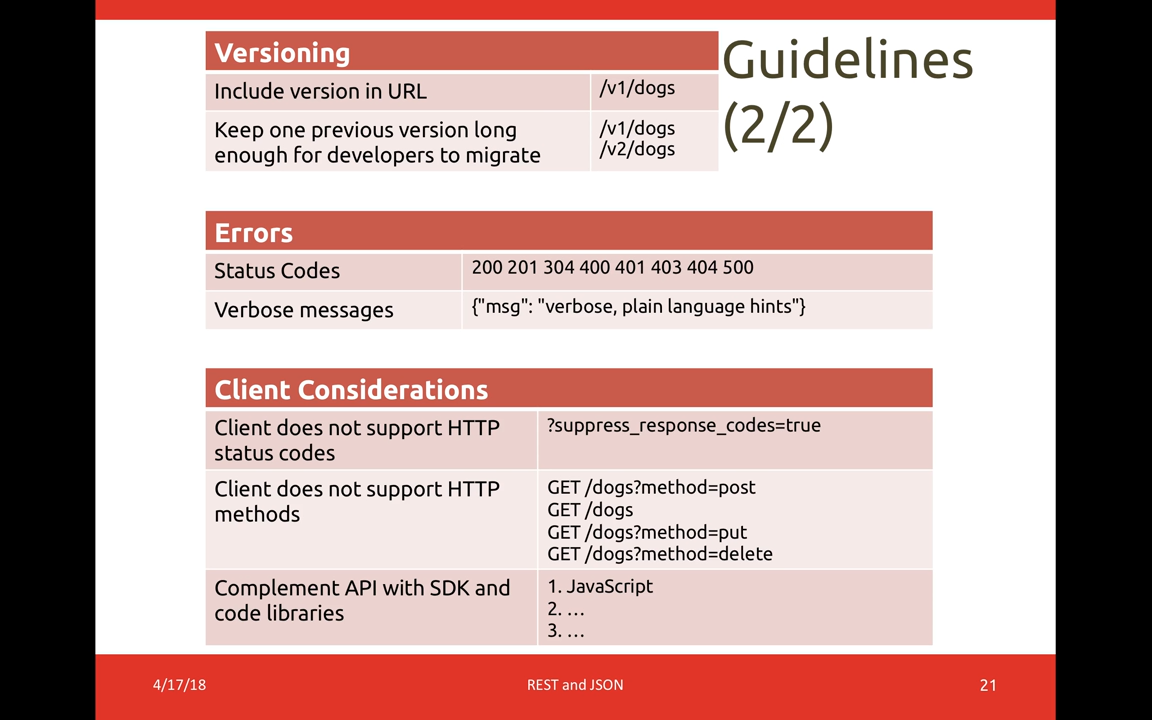 Guidelines
(2/2)
Versioning
Include version in URL
/v1/dogs
Keep one previous version long
enough for developers to migrate
/v1/dogs
/v2/dogs
Errors
Status Codes
200 201 304 400 401 403 404 500
Verbose messages
{"msg": "verbose, plain language hints"}
Client Considerations
Client does not support HTTP
status codes
?suppress_response_codes=true
Client does not support HTTP
methods
GET /dogs?method=post
GET /dogs
GET /dogs?method=put
GET /dogs?method=delete
Complement API with SDK and
code libraries
1. JavaScript
2. …
3. …
4/17/18
REST and JSON
21